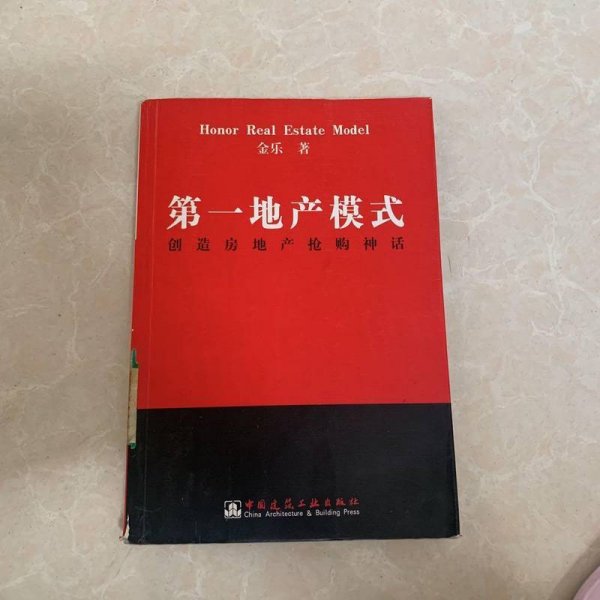 Honor Real Estate Model
金乐 著
第一地产模式
创造房地产抢购神话
中国建筑工业出版社
China Architecture & Building Press